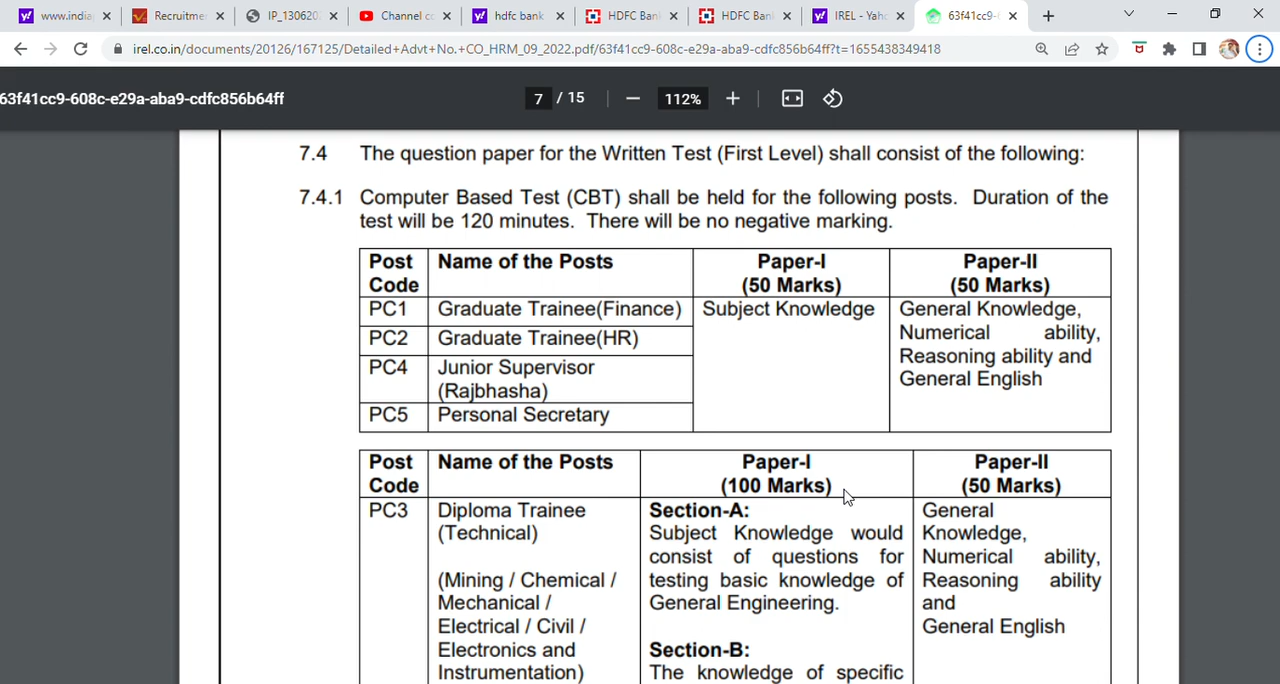 www.india
Recruitme
IP_13062
Channel c
hdfc bank
HDFC Ban
HDFC Ban
IREL - Yah
63f41cc9-
irel.co.in/documents/20126/167125/Detailed+Advt+No.+CO_HRM_09_2022.pdf/63f41cc9-608c-e29a-aba9-cdfc856b64ff?t=1655438349418
63f41cc9-608c-e29a-aba9-cdfc856b64ff
7 / 15
112%
7.4 The question paper for the Written Test (First Level) shall consist of the following:
7.4.1 Computer Based Test (CBT) shall be held for the following posts. Duration of the
test will be 120 minutes. There will be no negative marking.
Post Name of the Posts Paper-I Paper-II
Code (50 Marks) (50 Marks)
PC1 Graduate Trainee(Finance) Subject Knowledge General Knowledge,
Numerical ability,
PC2 Graduate Trainee(HR)
Reasoning ability and
PC4 Junior Supervisor
General English
(Rajbhasha)
PC5 Personal Secretary
Post Name of the Posts Paper-I Paper-II
Code (100 Marks) (50 Marks)
PC3 Diploma Trainee Section-A: General
(Technical) Subject Knowledge would Knowledge,
consist of questions for Numerical ability,
(Mining / Chemical / testing basic knowledge of Reasoning ability
Mechanical / General Engineering. and
Electrical / Civil / General English
Electronics and Section-B:
Instrumentation) The knowledge of specific